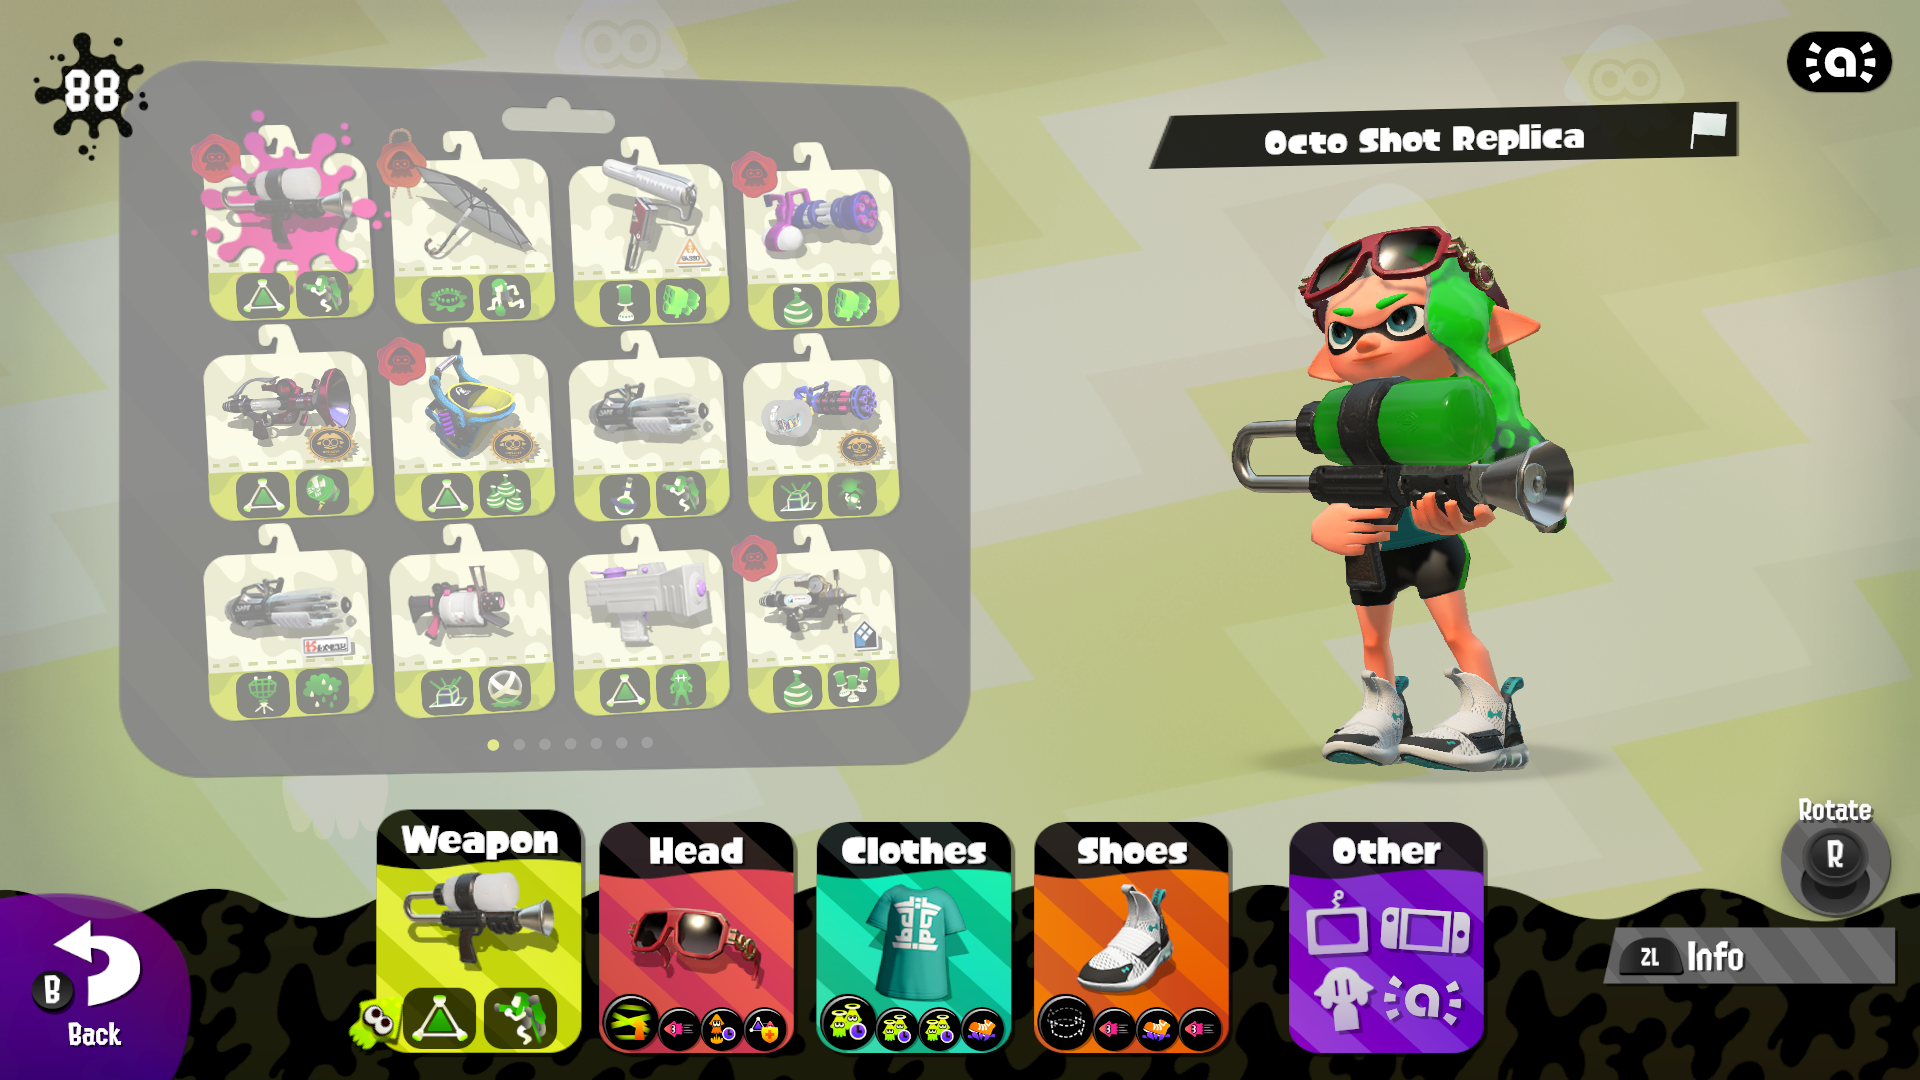 88
a
Octo Shot Replica
Weapon
Head
Clothes
Shoes
Other
a
Rotate
R
ZL Info
B
Back